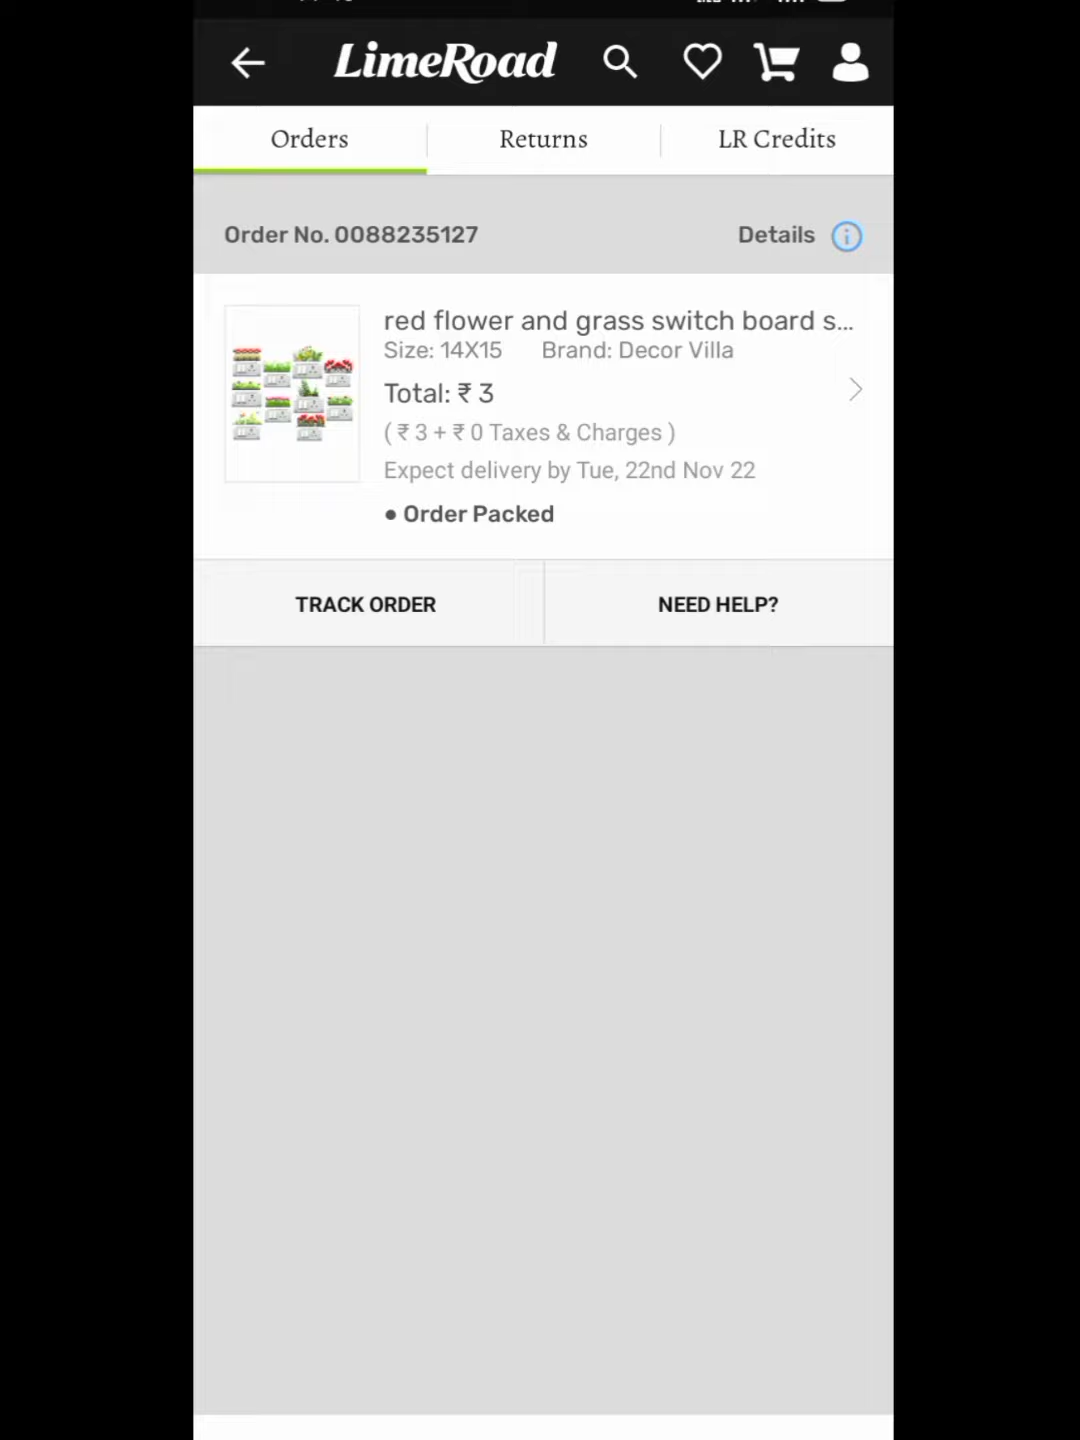 LimeRoad
Orders Returns LR Credits
Order No. 0088235127 Details
red flower and grass switch board s...
Size: 14X15 Brand: Decor Villa
Total: ₹ 3
( ₹ 3 + ₹ 0 Taxes & Charges )
Expect delivery by Tue, 22nd Nov 22
● Order Packed
TRACK ORDER NEED HELP?